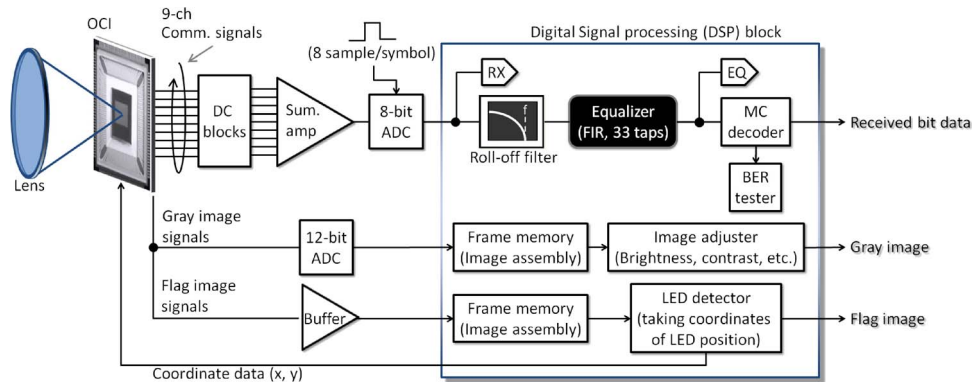 OCI
9-ch
Comm. signals
(8 sample/symbol)
Digital Signal processing (DSP) block
Lens
DC
blocks
Sum.
amp
8-bit
ADC
RX
f
Roll-off filter
Equalizer
(FIR, 33 taps)
EQ
MC
decoder
Received bit data
BER
tester
Gray image
signals
12-bit
ADC
Frame memory
(Image assembly)
Image adjuster
(Brightness, contrast, etc.)
Gray image
Flag image
signals
Buffer
Frame memory
(Image assembly)
LED detector
(taking coordinates
of LED position)
Flag image
Coordinate data (x, y)